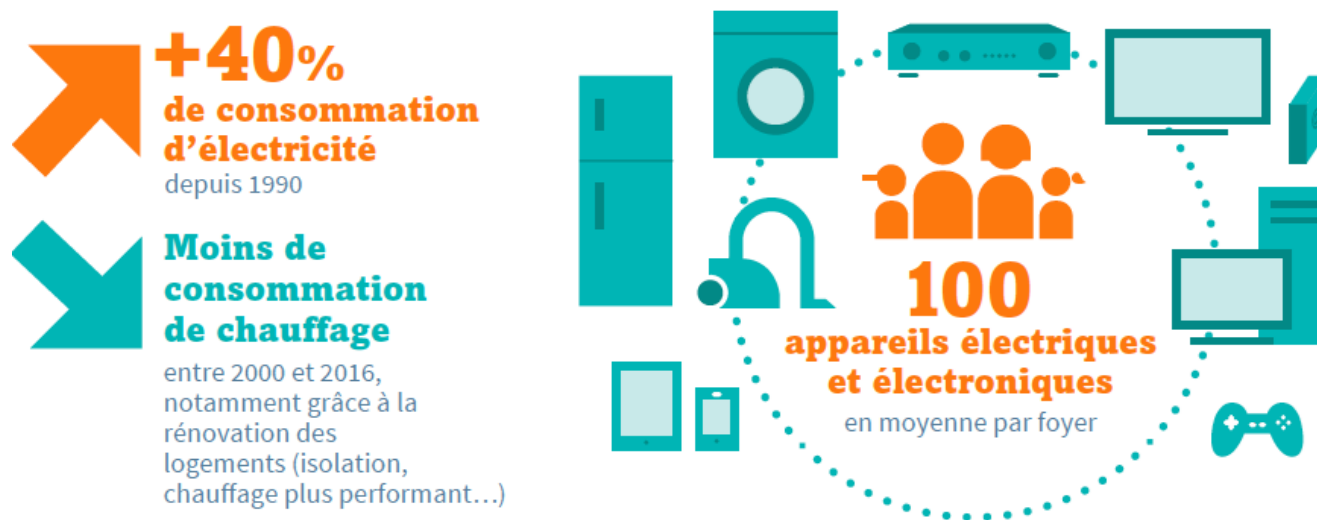 +40%
de consommation
d'électricité
depuis 1990
Moins de
consommation
de chauffage
entre 2000 et 2016,
notamment grâce à la
rénovation des
logements (isolation,
chauffage plus performant…)
100
appareils électriques
et électroniques
en moyenne par foyer